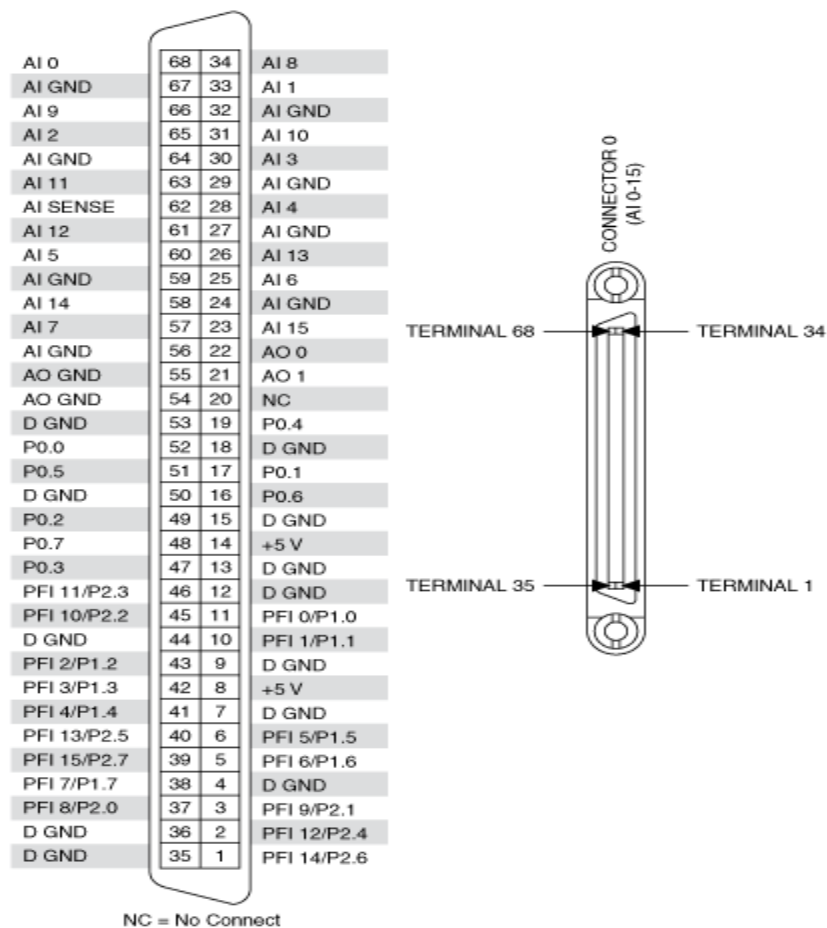 AI 0 68 34 AI 8
AI GND 67 33 AI 1
AI 9 66 32 AI GND
AI 2 65 31 AI 10
AI GND 64 30 AI 3
AI 11 63 29 AI GND
AI SENSE 62 28 AI 4
AI 12 61 27 AI GND
AI 5 60 26 AI 13
AI GND 59 25 AI 6
AI 14 58 24 AI GND
AI 7 57 23 AI 15
AI GND 56 22 AO 0
AO GND 55 21 AO 1
AO GND 54 20 NC
D GND 53 19 P0.4
P0.0 52 18 D GND
P0.5 51 17 P0.1
D GND 50 16 P0.6
P0.2 49 15 D GND
P0.7 48 14 +5 V
P0.3 47 13 D GND
PFI 11/P2.3 46 12 D GND
PFI 10/P2.2 45 11 PFI 0/P1.0
D GND 44 10 PFI 1/P1.1
PFI 2/P1.2 43 9 D GND
PFI 3/P1.3 42 8 +5 V
PFI 4/P1.4 41 7 D GND
PFI 13/P2.5 40 6 PFI 5/P1.5
PFI 15/P2.7 39 5 PFI 6/P1.6
PFI 7/P1.7 38 4 D GND
PFI 8/P2.0 37 3 PFI 9/P2.1
D GND 36 2 PFI 12/P2.4
D GND 35 1 PFI 14/P2.6
NC = No Connect
CONNECTOR 0
(AI 0-15)
TERMINAL 68
TERMINAL 34
TERMINAL 35
TERMINAL 1